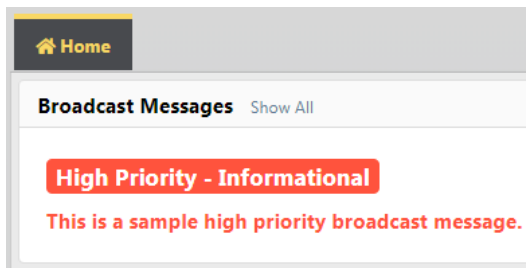 Home
Broadcast Messages Show All
High Priority - Informational
This is a sample high priority broadcast message.